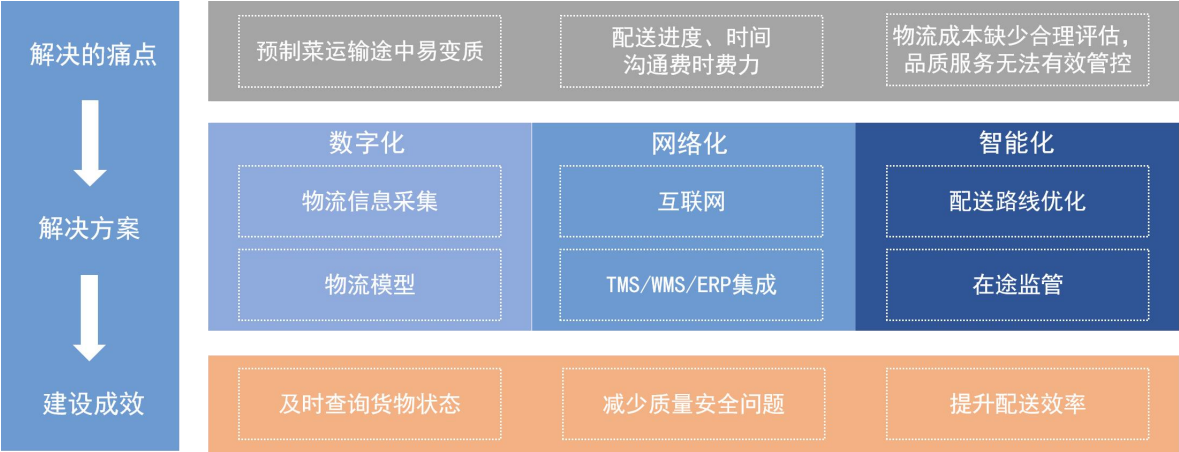 解决的痛点
预制菜运输途中易变质
配送进度、时间
沟通费时费力
物流成本缺少合理评估，
品质服务无法有效管控
解决方案
数字化
网络化
智能化
物流信息采集
互联网
配送路线优化
物流模型
TMS/WMS/ERP集成
在途监管
建设成效
及时查询货物状态
减少质量安全问题
提升配送效率